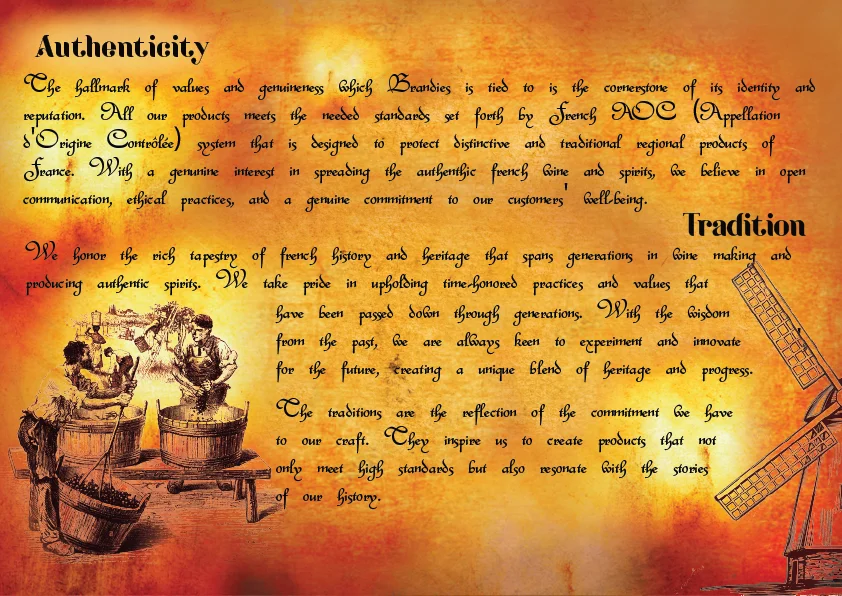 Authenticity
The hallmark of values and genuineness which Brandies is tied to is the cornerstone of its identity and
reputation. All our products meets the needed standards set forth by French AOC (Appellation
d'Origine Contrôlée) system that is designed to protect distinctive and traditional regional products of
France. With a genunine interest in spreading the authenthic french wine and spirits, we believe in open
communication, ethical practices, and a genuine commitment to our customers' well-being.
Tradition
We honor the rich tapestry of french history and heritage that spans generations in wine making and
producing authentic spirits. We take pride in upholding time-honored practices and values that
have been passed down through generations. With the wisdom
from the past, we are always keen to experiment and innovate
for the future, creating a unique blend of heritage and progress.
The traditions are the reflection of the commitment we have
to our craft. They inspire us to create products that not
only meet high standards but also resonate with the stories
of our history.